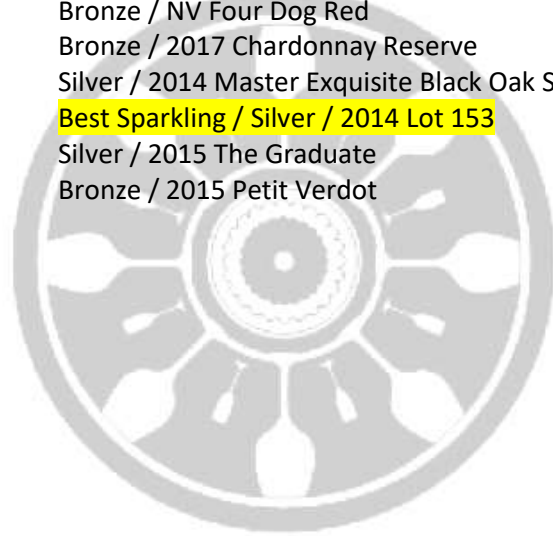 Bronze / NV Four Dog Red
Bronze / 2017 Chardonnay Reserve
Silver / 2014 Master Exquisite Black Oak S
Best Sparkling / Silver / 2014 Lot 153
Silver / 2015 The Graduate
Bronze / 2015 Petit Verdot